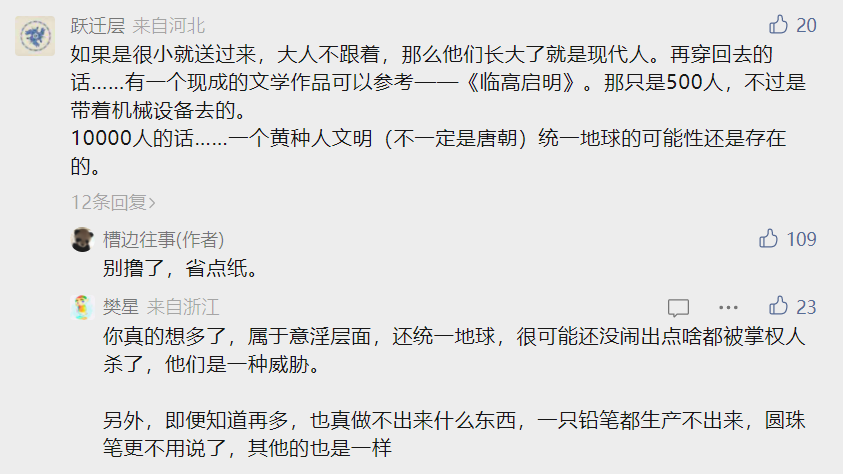 跃迁层 来自河北 20
如果是很小就送过来，大人不跟着，那么他们长大了就是现代人。再穿回去的
话......有一个现成的文学作品可以参考——《临高启明》。那只是500人，不过是
带着机械设备去的。
10000人的话......一个黄种人文明（不一定是唐朝）统一地球的可能性还是存在
的。
12条回复>
槽边往事(作者) 109
别撸了，省点纸。
樊星 来自浙江 ... 23
你真的想多了，属于意淫层面，还统一地球，很可能还没闹出点啥都被掌权人
杀了，他们是一种威胁。
另外，即便知道再多，也真做不出来什么东西，一只铅笔都生产不出来，圆珠
笔更不用说了，其他的也是一样